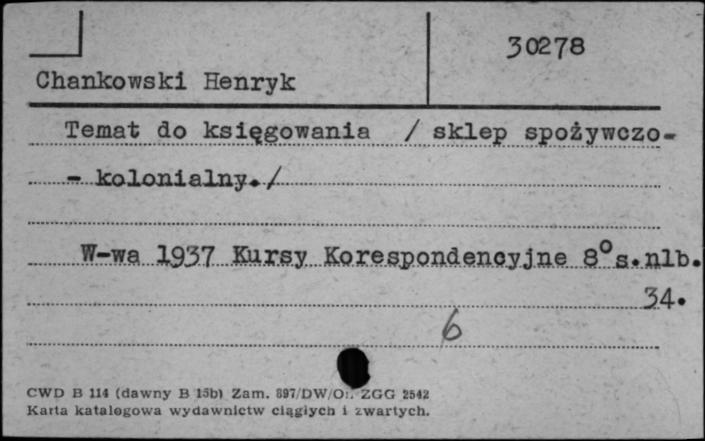 30278
Chankowski Henryk
Temat do księgowania / sklep spożywczo-
- kolonialny./
W-wa 1937 Kursy Korespondencyjne 8° s.nlb.
34.
6
CWD B 114 (dawny B 15b) Zam. 897/DW/O ZGG 2542
Karta katalogowa wydawnictw ciągłych i zwartych.